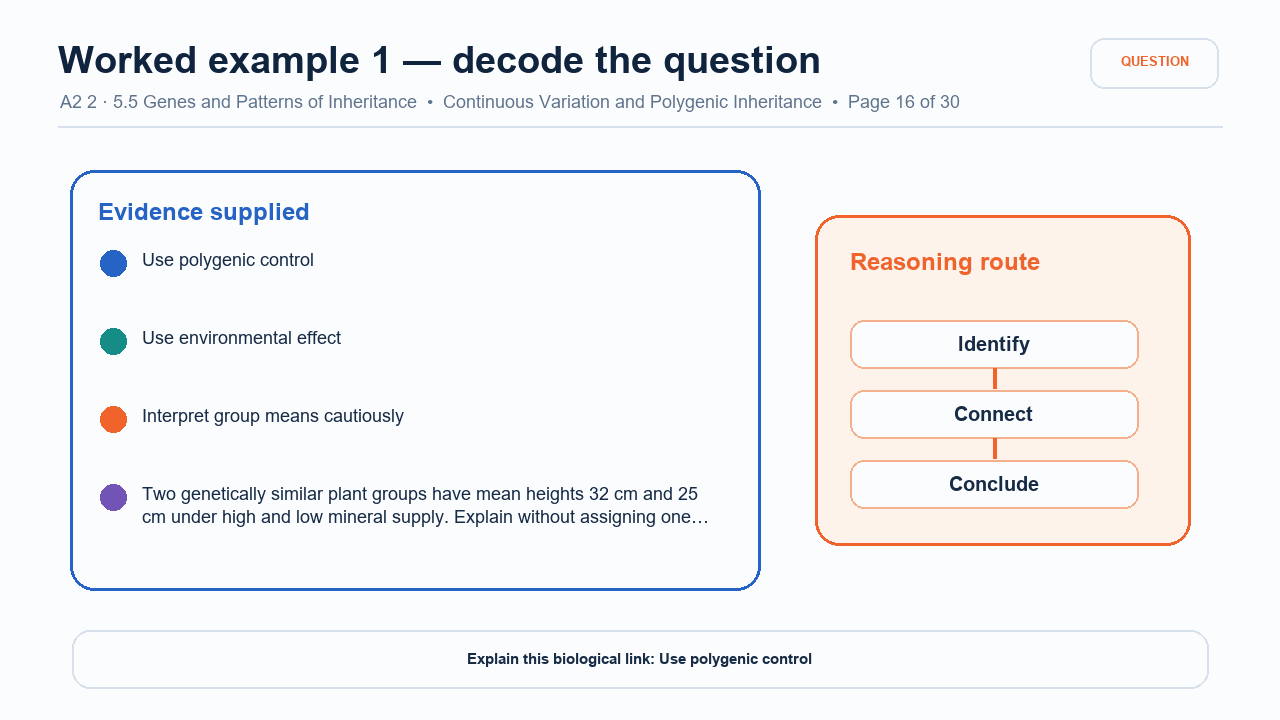 Worked example 1 — decode the question
QUESTION
A2 2 · 5.5 Genes and Patterns of Inheritance • Continuous Variation and Polygenic Inheritance • Page 16 of 30
Evidence supplied
Use polygenic control
Use environmental effect
Interpret group means cautiously
Two genetically similar plant groups have mean heights 32 cm and 25
cm under high and low mineral supply. Explain without assigning one…
Reasoning route
Identify
Connect
Conclude
Explain this biological link: Use polygenic control